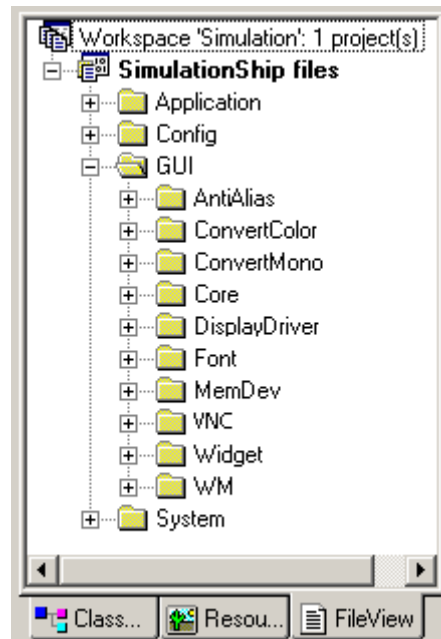 Workspace 'Simulation': 1 project(s)
SimulationShip files
Application
Config
GUI
AntiAlias
ConvertColor
ConvertMono
Core
DisplayDriver
Font
MemDev
VNC
Widget
WM
System
Class... Resou... FileView